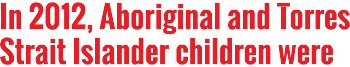 In 2012, Aboriginal and Torres
Strait Islander children were